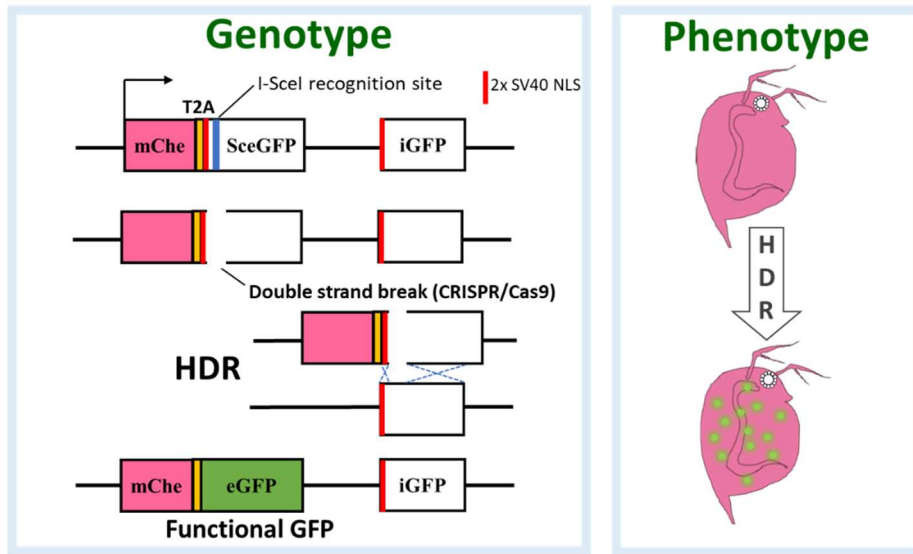 Genotype
I-SceI recognition site
2x SV40 NLS
T2A
mChe
SceGFP
iGFP
Double strand break (CRISPR/Cas9)
HDR
mChe
eGFP
iGFP
Functional GFP
Phenotype
H
D
R